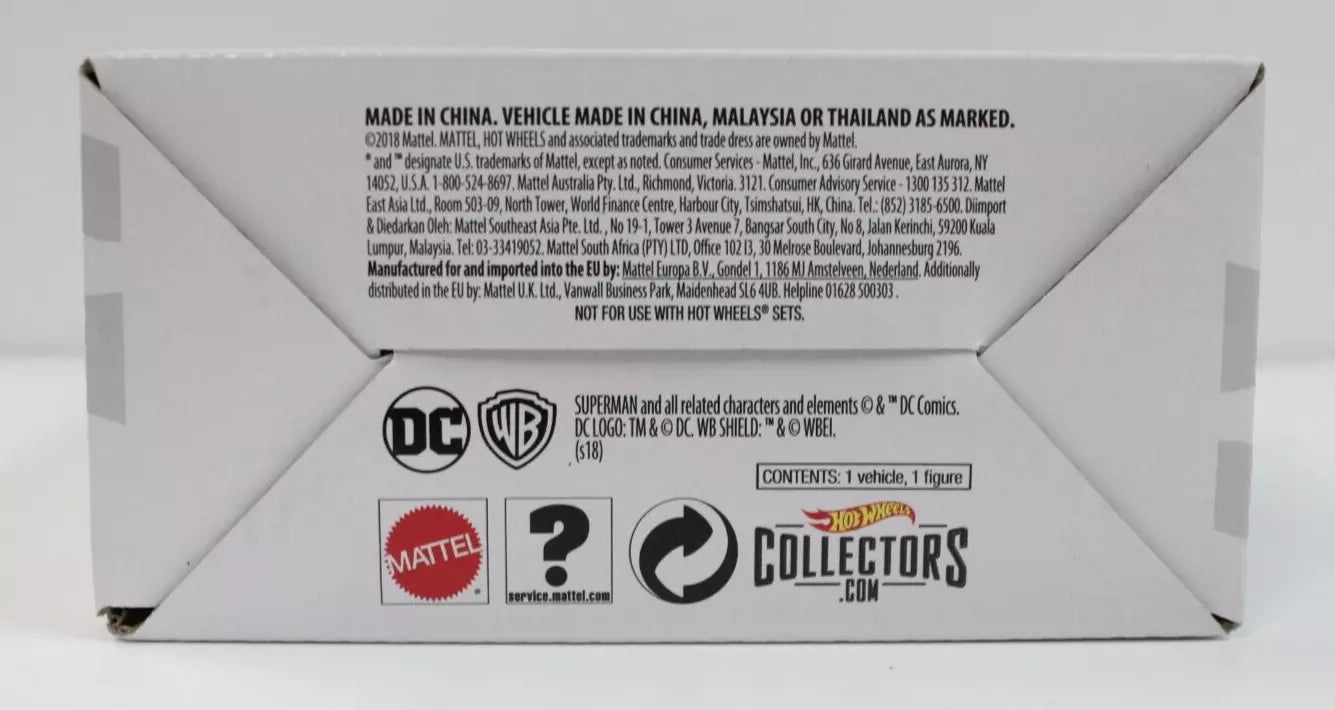 MADE IN CHINA. VEHICLE MADE IN CHINA, MALAYSIA OR THAILAND AS MARKED.
©2018 Mattel. MATTEL, HOT WHEELS and associated trademarks and trade dress are owned by Mattel.
* and ™ designate U.S. trademarks of Mattel, except as noted. Consumer Services - Mattel, Inc., 636 Girard Avenue, East Aurora, NY
14052, U.S.A. 1-800-524-8697. Mattel Australia Pty. Ltd., Richmond, Victoria. 3121. Consumer Advisory Service - 1300 135 312. Mattel
East Asia Ltd., Room 503-09, North Tower, World Finance Centre, Harbour City, Tsimshatsui, HK, China. Tel.: (852) 3185-6500. Diimport
& Diedarkan Oleh: Mattel Southeast Asia Pte. Ltd. , No 19-1, Tower 3 Avenue 7, Bangsar South City, No 8, Jalan Kerinchi, 59200 Kuala
Lumpur, Malaysia. Tel: 03-33419052. Mattel South Africa (PTY) LTD, Office 102 I3, 30 Melrose Boulevard, Johannesburg 2196.
Manufactured for and imported into the EU by: Mattel Europa B.V., Gondel 1, 1186 MJ Amstelveen, Nederland. Additionally
distributed in the EU by: Mattel U.K. Ltd., Vanwall Business Park, Maidenhead SL6 4UB. Helpline 01628 500303 .
NOT FOR USE WITH HOT WHEELS® SETS.
DC
WB
SUPERMAN and all related characters and elements © & ™ DC Comics.
DC LOGO: TM & © DC. WB SHIELD: ™ & © WBEI.
(s18)
CONTENTS: 1 vehicle, 1 figure
MATTEL
?
service.mattel.com
HOT WHEELS
COLLECTORS
.COM